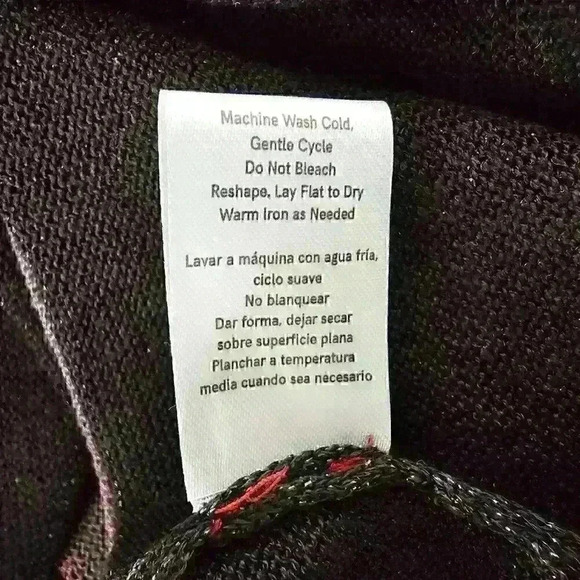 Machine Wash Cold,
Gentle Cycle
Do Not Bleach
Reshape, Lay Flat to Dry
Warm Iron as Needed
Lavar a máquina con agua fría,
ciclo suave
No blanquear
Dar forma, dejar secar
sobre superficie plana
Planchar a temperatura
media cuando sea necesario